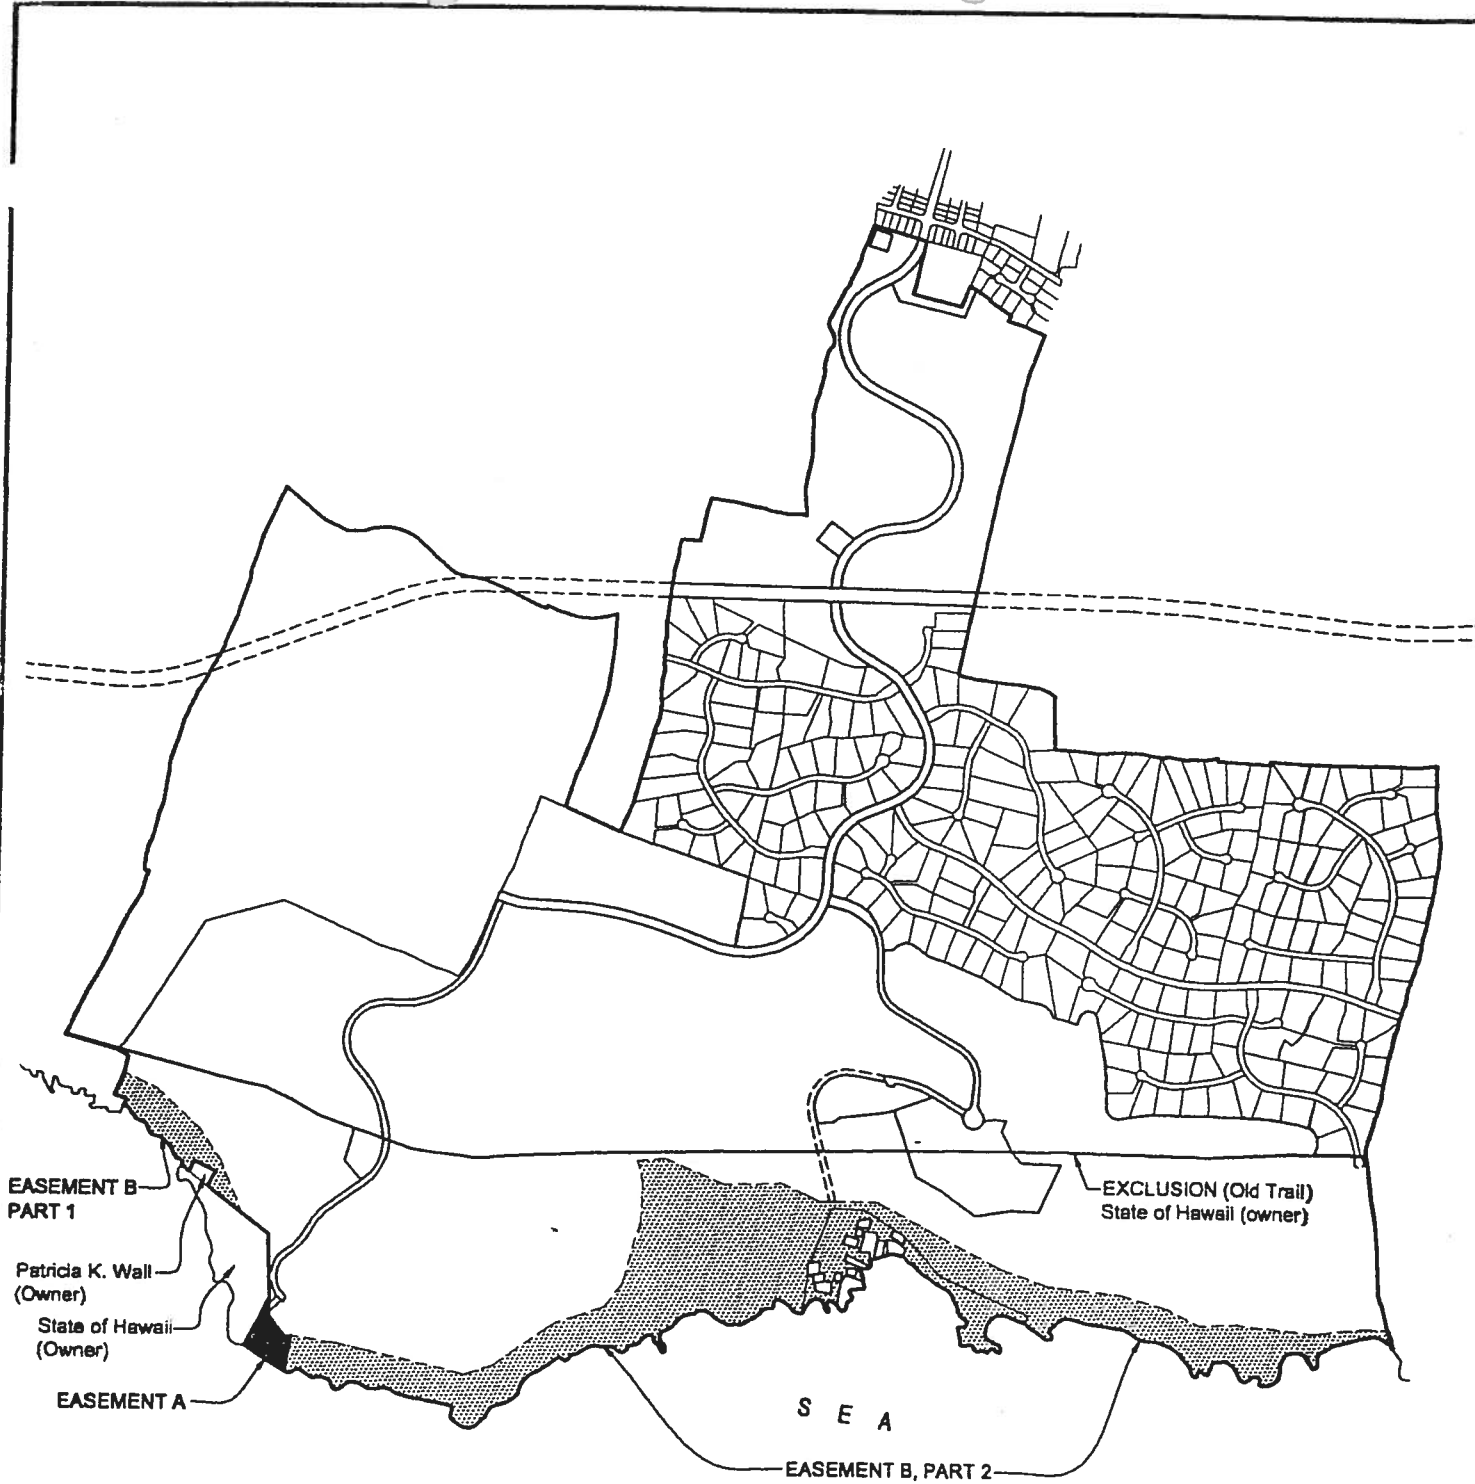 EASEMENT B
PART 1
Patricia K. Wall
(Owner)
State of Hawaii
(Owner)
EASEMENT A
EXCLUSION (Old Trail)
State of Hawaii (owner)
S E A
EASEMENT B, PART 2